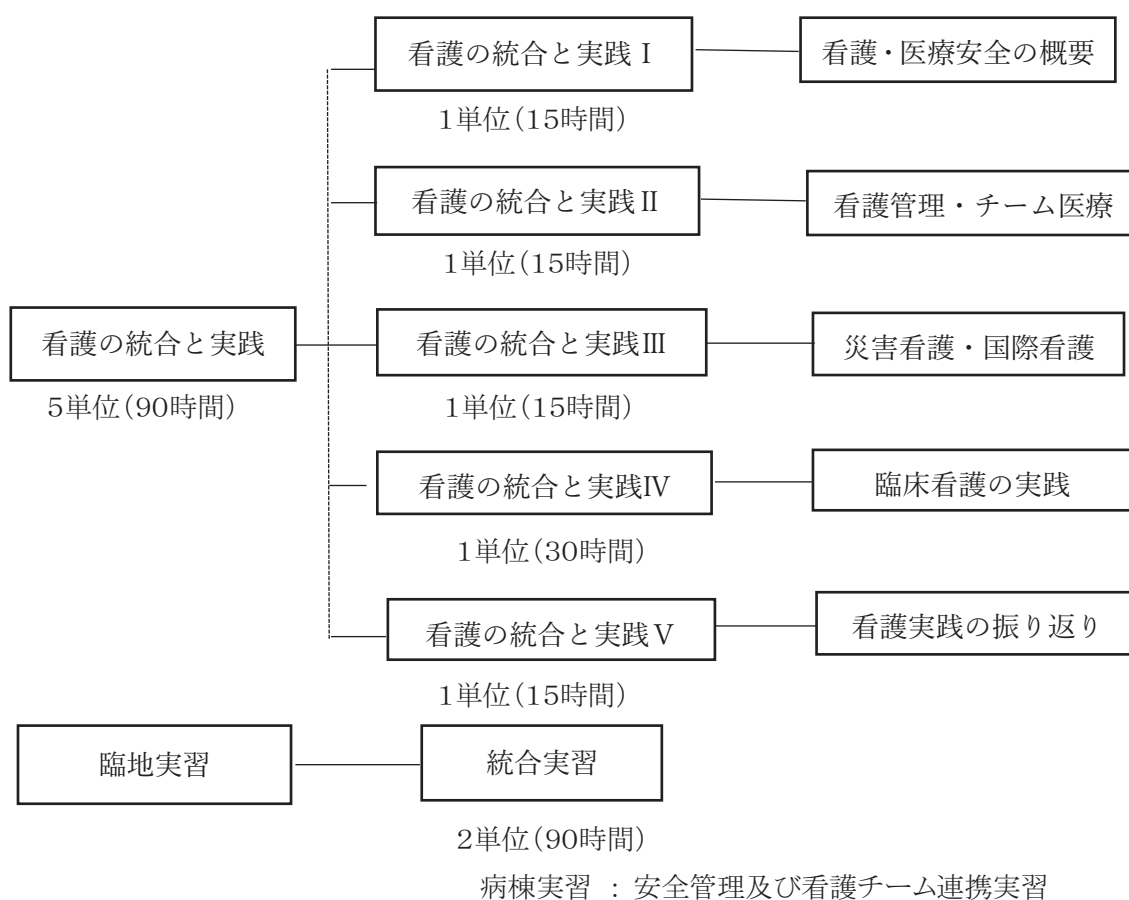 看護の統合と実践Ⅰ
看護・医療安全の概要
1単位(15時間)
看護の統合と実践Ⅱ
看護管理・チーム医療
1単位(15時間)
看護の統合と実践
5単位(90時間)
看護の統合と実践Ⅲ
災害看護・国際看護
1単位(15時間)
看護の統合と実践Ⅳ
臨床看護の実践
1単位(30時間)
看護の統合と実践Ⅴ
看護実践の振り返り
1単位(15時間)
臨地実習
統合実習
2単位(90時間)
病棟実習 : 安全管理及び看護チーム連携実習